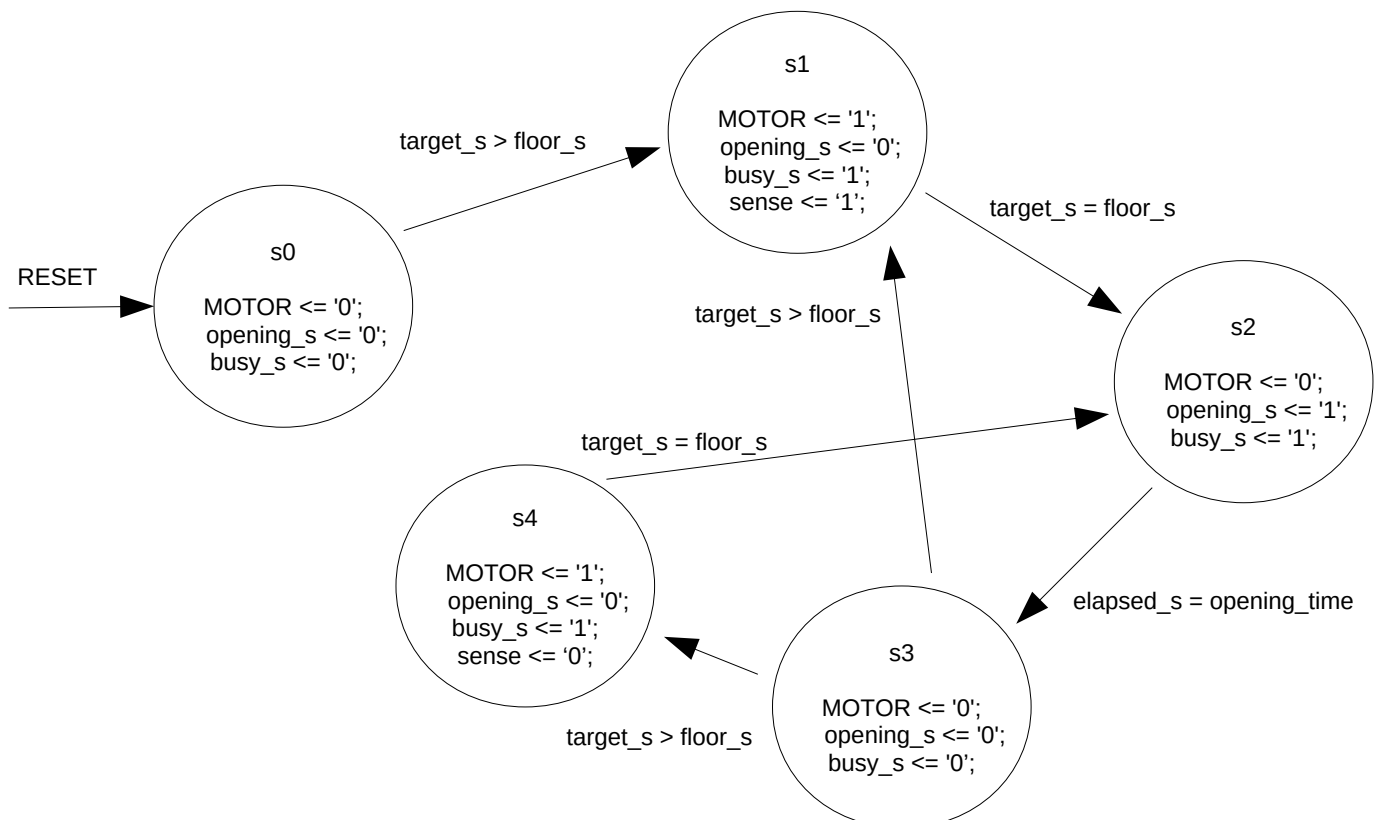 s1
MOTOR <= '1';
opening_s <= '0';
busy_s <= '1';
sense <= ‘1’;
target_s > floor_s
target_s = floor_s
s0
MOTOR <= '0';
opening_s <= '0';
busy_s <= '0';
RESET
target_s > floor_s
s2
MOTOR <= '0';
opening_s <= '1';
busy_s <= '1';
target_s = floor_s
s4
MOTOR <= '1';
opening_s <= '0';
busy_s <= '1';
sense <= ‘0’;
elapsed_s = opening_time
s3
MOTOR <= '0';
opening_s <= '0';
busy_s <= '0’;
target_s > floor_s